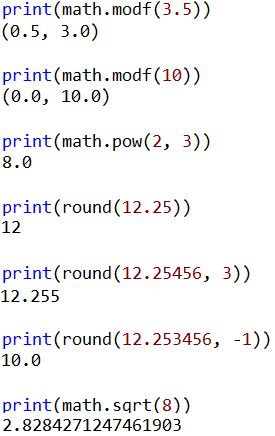 print(math.modf(3.5))
(0.5, 3.0)
print(math.modf(10))
(0.0, 10.0)
print(math.pow(2, 3))
8.0
print(round(12.25))
12
print(round(12.25456, 3))
12.255
print(round(12.253456, -1))
10.0
print(math.sqrt(8))
2.8284271247461903